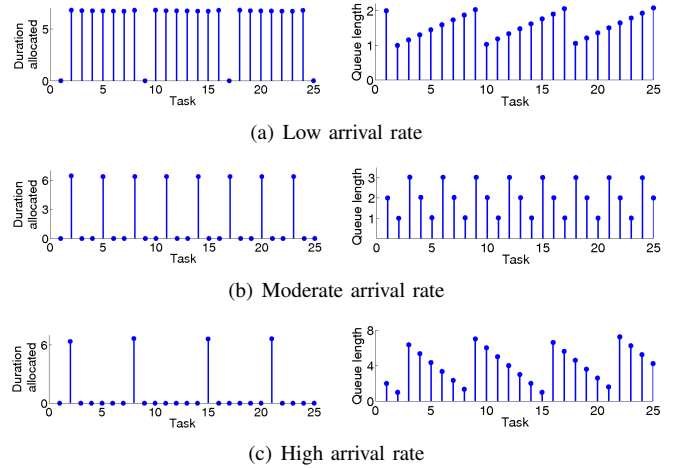 Duration allocated
5
0
0 5 10 15 20 25
Task
Queue length
2
1
0
0 5 10 15 20 25
Task
(a) Low arrival rate
Duration allocated
6
3
0
0 5 10 15 20 25
Task
Queue length
3
2
1
0 5 10 15 20 25
Task
(b) Moderate arrival rate
Duration allocated
6
0
0 5 10 15 20 25
Task
Queue length
8
4
0
0 5 10 15 20 25
Task
(c) High arrival rate